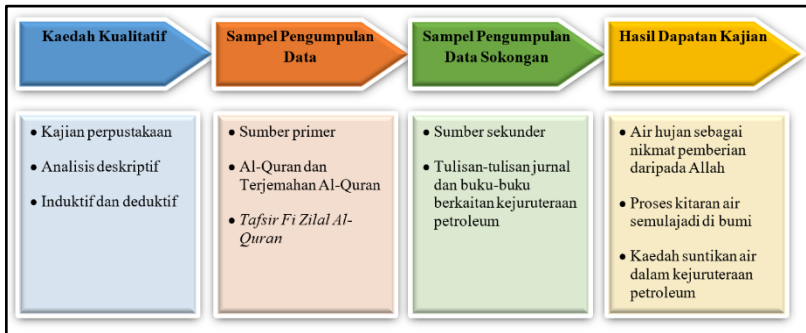 Kaedah Kualitatif
Sampel Pengumpulan
Data
Sampel Pengumpulan
Data Sokongan
Hasil Dapatan Kajian
• Kajian perpustakaan
• Analisis deskriptif
• Induktif dan deduktif
• Sumber primer
• Al-Quran dan
Terjemahan Al-Quran
• Tafsir Fi Zilal Al-
Quran
• Sumber sekunder
• Tulisan-tulisan jurnal
dan buku-buku
berkaitan kejuruteraan
petroleum
• Air hujan sebagai
nikmat pemberian
daripada Allah
• Proses kitaran air
semulajadi di bumi
• Kaedah suntikan air
dalam kejuruteraan
petroleum